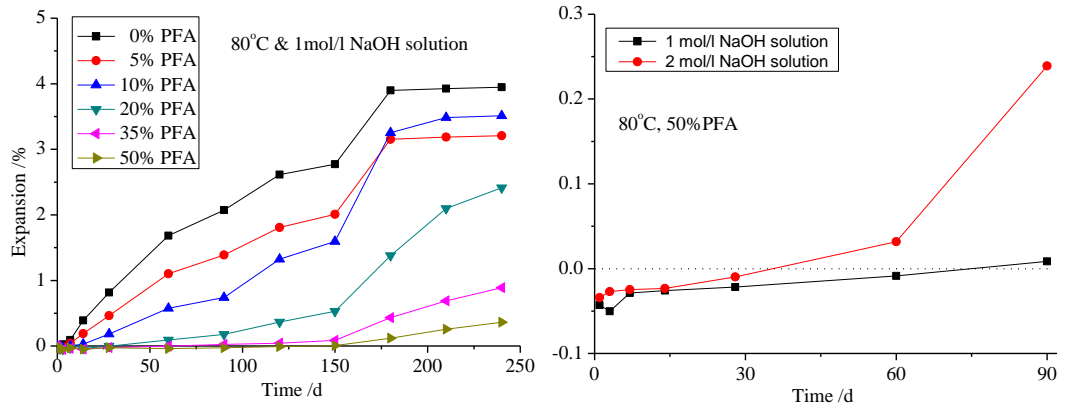 5
4
3
2
1
0
Expansion /%
0% PFA
5% PFA
10% PFA
20% PFA
35% PFA
50% PFA
80°C & 1mol/l NaOH solution
0 50 100 150 200 250
Time /d
0.3
0.2
0.1
0.0
-0.1
1 mol/l NaOH solution
2 mol/l NaOH solution
80°C, 50%PFA
0 30 60 90
Time /d